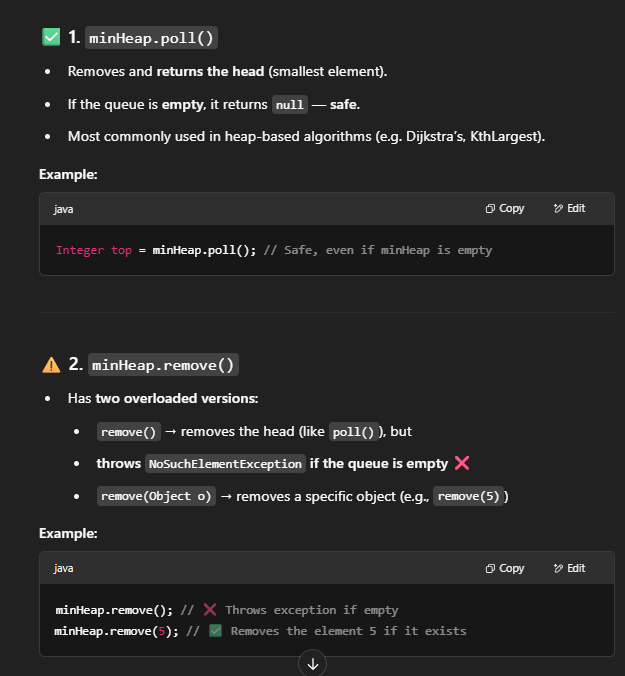 ✅ 1. minHeap.poll()
• Removes and returns the head (smallest element).
• If the queue is empty, it returns null — safe.
• Most commonly used in heap-based algorithms (e.g. Dijkstra’s, KthLargest).
Example:
java Copy Edit
Integer top = minHeap.poll(); // Safe, even if minHeap is empty
⚠️ 2. minHeap.remove()
• Has two overloaded versions:
• remove() → removes the head (like poll()), but
• throws NoSuchElementException if the queue is empty ❌
• remove(Object o) → removes a specific object (e.g., remove(5))
Example:
java Copy Edit
minHeap.remove(); // ❌ Throws exception if empty
minHeap.remove(5); // ✅ Removes the element 5 if it exists